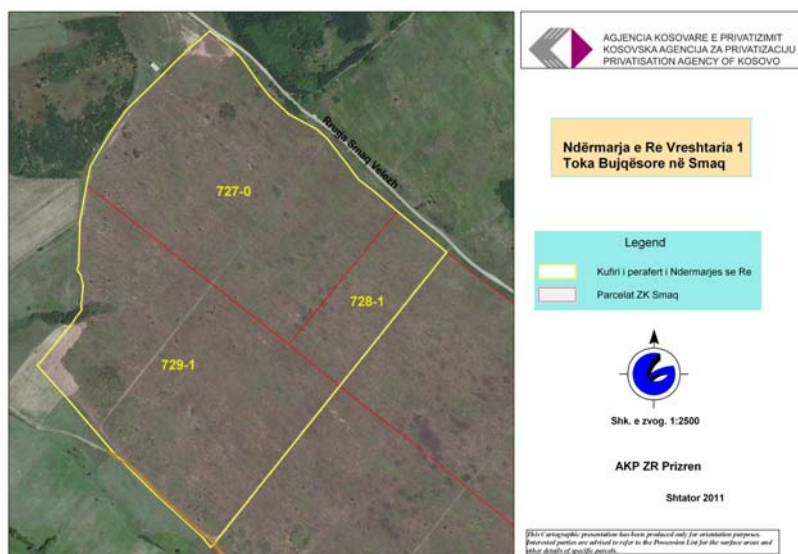 AGJENCIA KOSOVARE E PRIVATIZIMIT
KOSOVSKA AGENCIJA ZA PRIVATIZACIJU
PRIVATISATION AGENCY OF KOSOVO
Ndërmarja e Re Vreshtaria 1
Toka Bujqësore në Smaq
Legend
Kufiri i perafert i Ndermarjes se Re
Parcelat ZK Smaq
Shk. e zvog. 1:2500
AKP ZR Prizren
Shtator 2011
This Cartographic presentation has been produced only for orientation purposes.
Interested parties are advised to refer to the Possession List for the surface areas and
other details of specific parcels.
Rruga Smaq Velezh
727-0
728-1
729-1